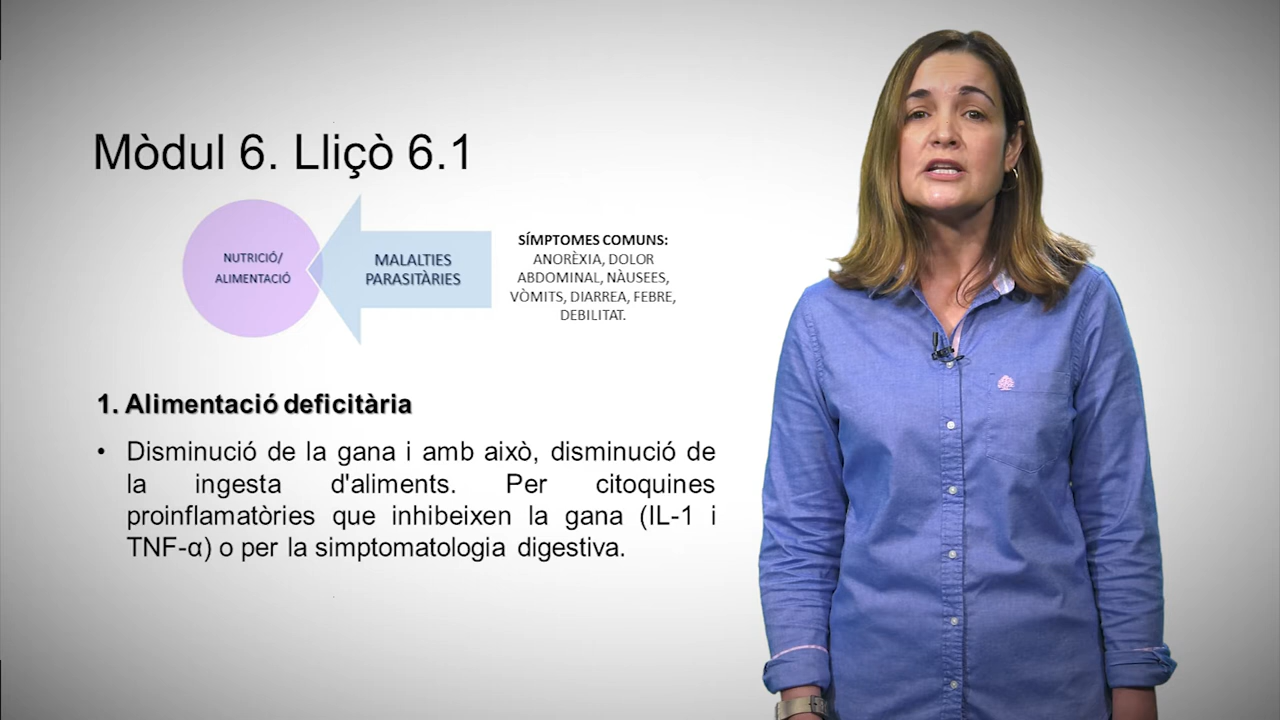 Mòdul 6. Lliçò 6.1
NUTRICIÓ/
ALIMENTACIÓ
MALALTIES
PARASITÀRIES
SÍMPTOMES COMUNS:
ANORÈXIA, DOLOR
ABDOMINAL, NÀUSEES,
VÒMITS, DIARREA, FEBRE,
DEBILITAT.
1. Alimentació deficitària
• Disminució de la gana i amb això, disminució de
la ingesta d'aliments. Per citoquines
proinflamatòries que inhibeixen la gana (IL-1 i
TNF-α) o per la simptomatologia digestiva.